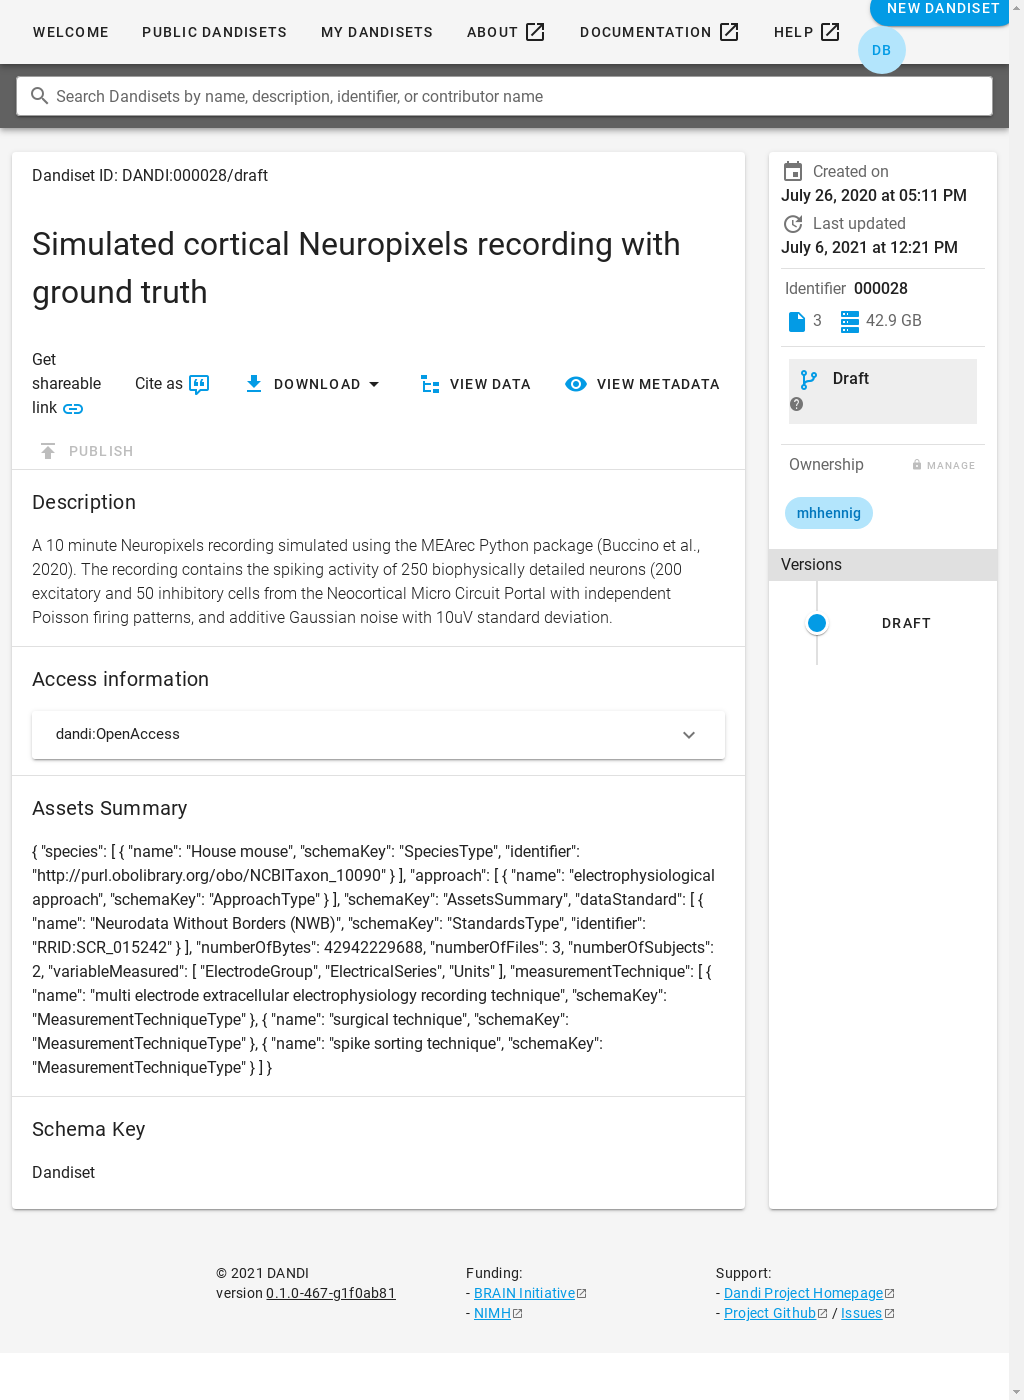 WELCOME
PUBLIC DANDISETS
MY DANDISETS
ABOUT
DOCUMENTATION
HELP
NEW DANDISET
DB
Search Dandisets by name, description, identifier, or contributor name
Dandiset ID: DANDI:000028/draft
Simulated cortical Neuropixels recording with
ground truth
Get
shareable
link
Cite as
DOWNLOAD
VIEW DATA
VIEW METADATA
PUBLISH
Description
A 10 minute Neuropixels recording simulated using the MEArec Python package (Buccino et al.,
2020). The recording contains the spiking activity of 250 biophysically detailed neurons (200
excitatory and 50 inhibitory cells from the Neocortical Micro Circuit Portal with independent
Poisson firing patterns, and additive Gaussian noise with 10uV standard deviation.
Access information
dandi:OpenAccess
Assets Summary
{ "species": [ { "name": "House mouse", "schemaKey": "SpeciesType", "identifier":
"http://purl.obolibrary.org/obo/NCBITaxon_10090" } ], "approach": [ { "name": "electrophysiological
approach", "schemaKey": "ApproachType" } ], "schemaKey": "AssetsSummary", "dataStandard": [ {
"name": "Neurodata Without Borders (NWB)", "schemaKey": "StandardsType", "identifier":
"RRID:SCR_015242" } ], "numberOfBytes": 42942229688, "numberOfFiles": 3, "numberOfSubjects":
2, "variableMeasured": [ "ElectrodeGroup", "ElectricalSeries", "Units" ], "measurementTechnique": [ {
"name": "multi electrode extracellular electrophysiology recording technique", "schemaKey":
"MeasurementTechniqueType" }, { "name": "surgical technique", "schemaKey":
"MeasurementTechniqueType" }, { "name": "spike sorting technique", "schemaKey":
"MeasurementTechniqueType" } ] }
Schema Key
Dandiset
Created on
July 26, 2020 at 05:11 PM
Last updated
July 6, 2021 at 12:21 PM
Identifier 000028
3 42.9 GB
Draft
Ownership
MANAGE
mhhennig
Versions
DRAFT
© 2021 DANDI
version 0.1.0-467-g1f0ab81
Funding:
- BRAIN Initiative
- NIMH
Support:
- Dandi Project Homepage
- Project Github / Issues